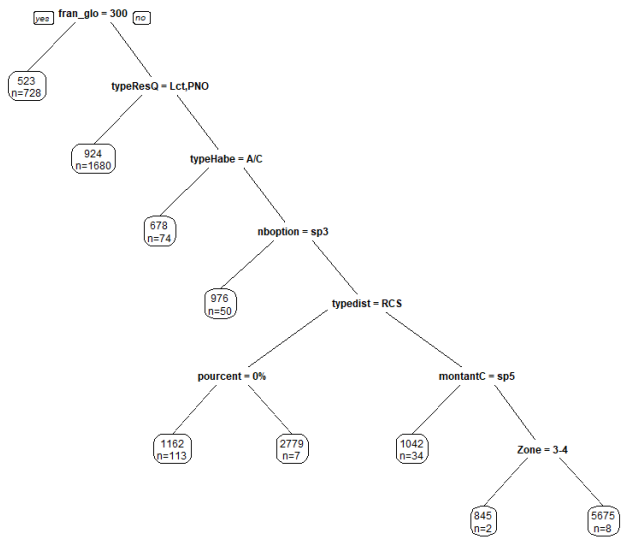 yes fran_glo = 300 no
523
n=728
typeResQ = Lct,PNO
924
n=1680
typeHabe = A/C
678
n=74
nboption = sp3
976
n=50
typedist = RCS
pourcent = 0%
montantC = sp5
1162
n=113
2779
n=7
1042
n=34
Zone = 3-4
845
n=2
5675
n=8